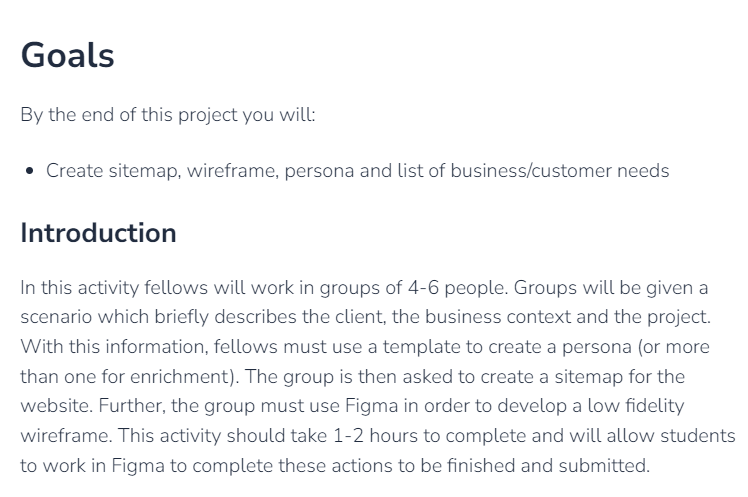 Goals
By the end of this project you will:
• Create sitemap, wireframe, persona and list of business/customer needs
Introduction
In this activity fellows will work in groups of 4-6 people. Groups will be given a
scenario which briefly describes the client, the business context and the project.
With this information, fellows must use a template to create a persona (or more
than one for enrichment). The group is then asked to create a sitemap for the
website. Further, the group must use Figma in order to develop a low fidelity
wireframe. This activity should take 1-2 hours to complete and will allow students
to work in Figma to complete these actions to be finished and submitted.